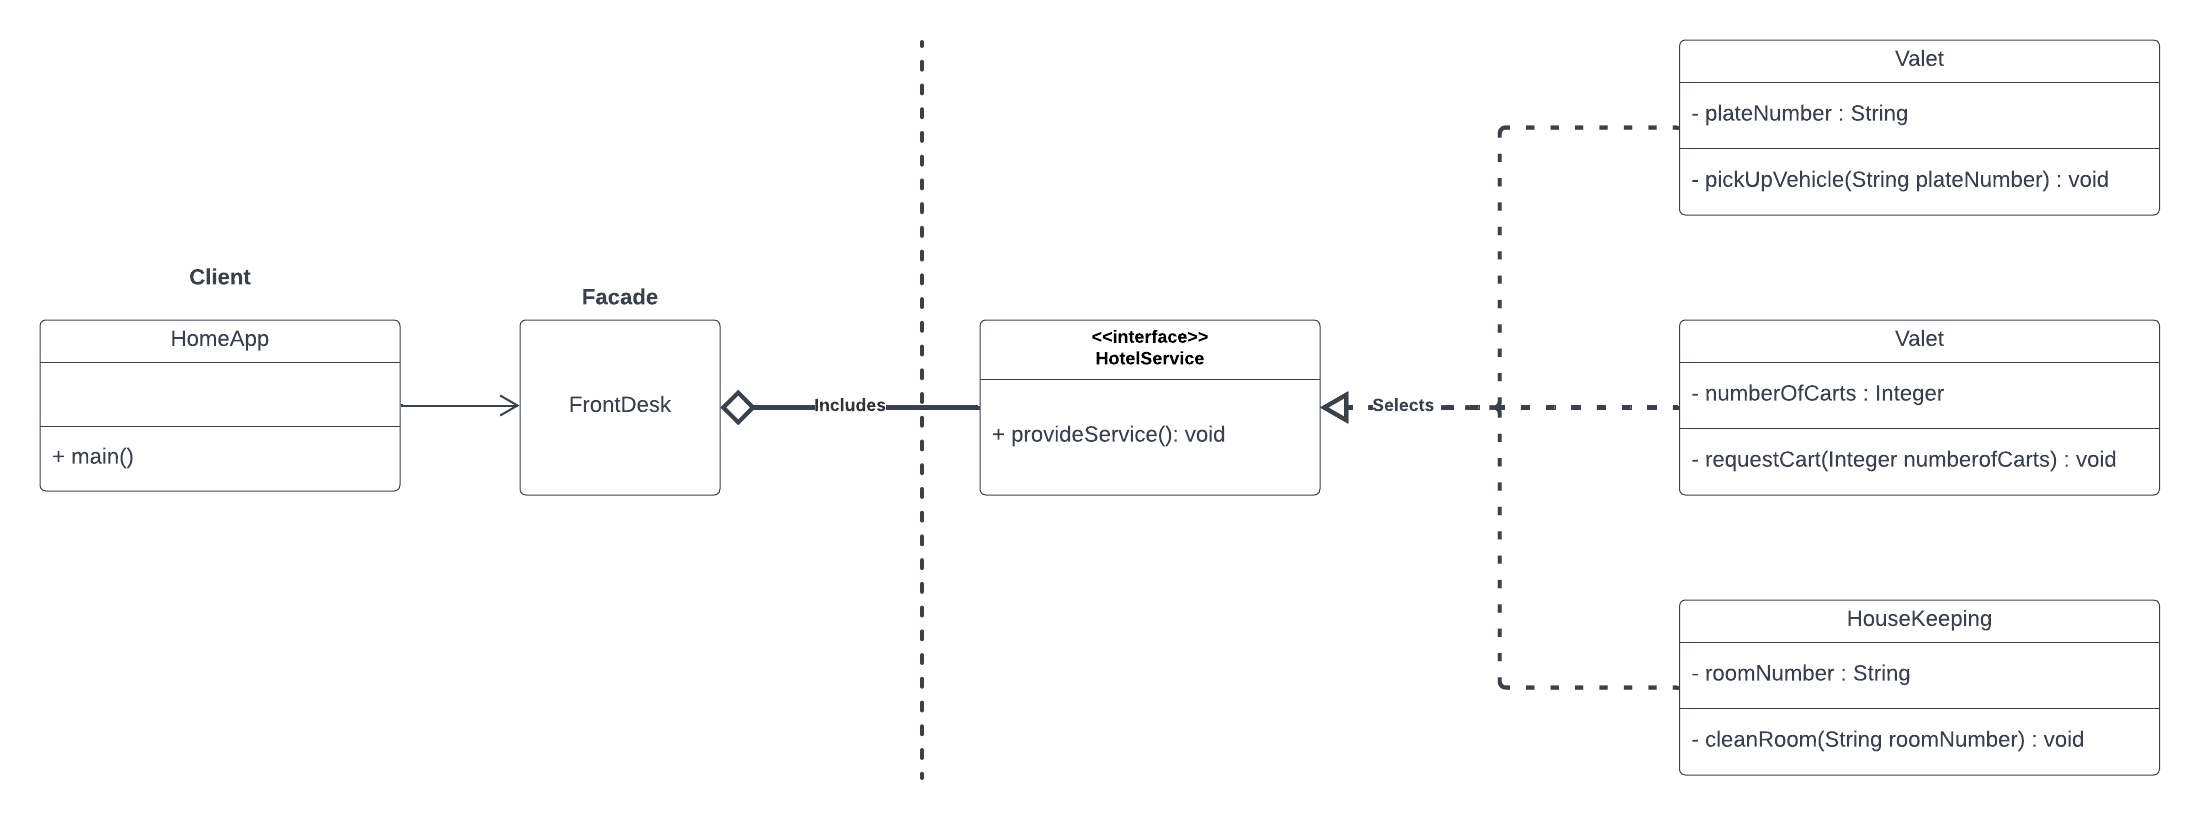 Client
HomeApp
+ main()
Facade
FrontDesk
Includes
<<interface>>
HotelService
+ provideService(): void
Selects
Valet
- plateNumber : String
- pickUpVehicle(String plateNumber) : void
Valet
- numberOfCarts : Integer
- requestCart(Integer numberofCarts) : void
HouseKeeping
- roomNumber : String
- cleanRoom(String roomNumber) : void